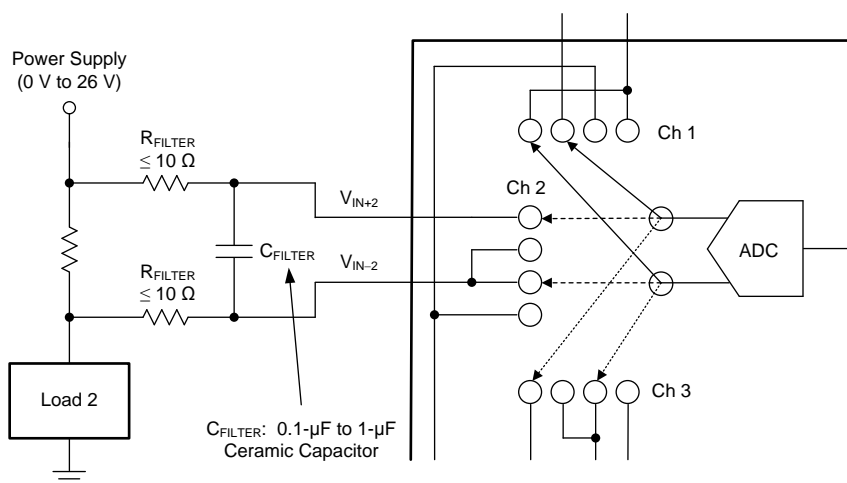 Power Supply
(0 V to 26 V)
RFILTER
≤ 10 Ω
Ch 1
Ch 2
VIN+2
CFILTER
VIN–2
ADC
RFILTER
≤ 10 Ω
Load 2
Ch 3
CFILTER: 0.1-µF to 1-µF
Ceramic Capacitor